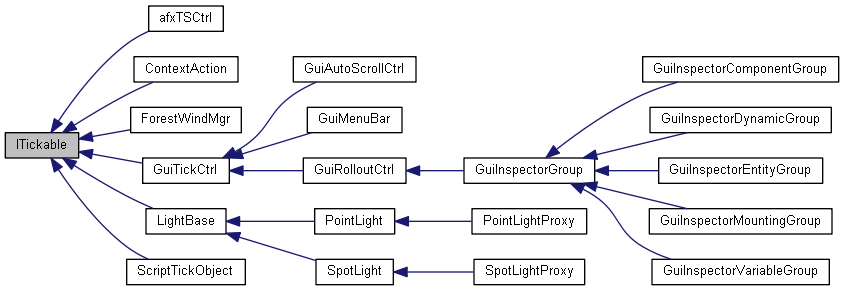 afxTSCtrl
ContextAction
GuiAutoScrollCtrl
GuiInspectorComponentGroup
ForestWindMgr
GuiMenuBar
GuiInspectorDynamicGroup
ITickable
GuiTickCtrl
GuiRolloutCtrl
GuiInspectorGroup
GuiInspectorEntityGroup
LightBase
PointLight
PointLightProxy
GuiInspectorMountingGroup
ScriptTickObject
SpotLight
SpotLightProxy
GuiInspectorVariableGroup